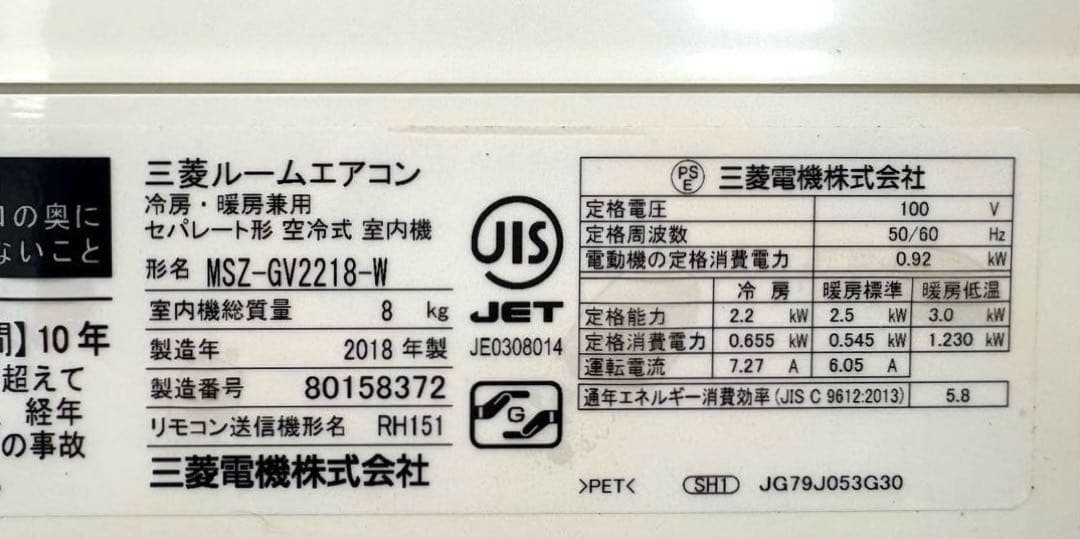 口の奥に
ないこと
間】10年
超えて
経年
の事故
三菱ルームエアコン
冷房・暖房兼用
セパレート形 空冷式 室内機
形名 MSZ-GV2218-W
室内機総質量 8 kg
製造年 2018 年製
製造番号 80158372
リモコン送信機形名 RH151
三菱電機株式会社
JIS
JET
JE0308014
G
PS E 三菱電機株式会社
定格電圧 100 V
定格周波数 50/60 Hz
電動機の定格消費電力 0.92 kW
冷 房 暖房標準 暖房低温
定格能力 2.2 kW 2.5 kW 3.0 kW
定格消費電力 0.655 kW 0.545 kW 1.230 kW
運転電流 7.27 A 6.05 A
通年エネルギー消費効率(JIS C 9612:2013) 5.8
>PET< SH1 JG79J053G30